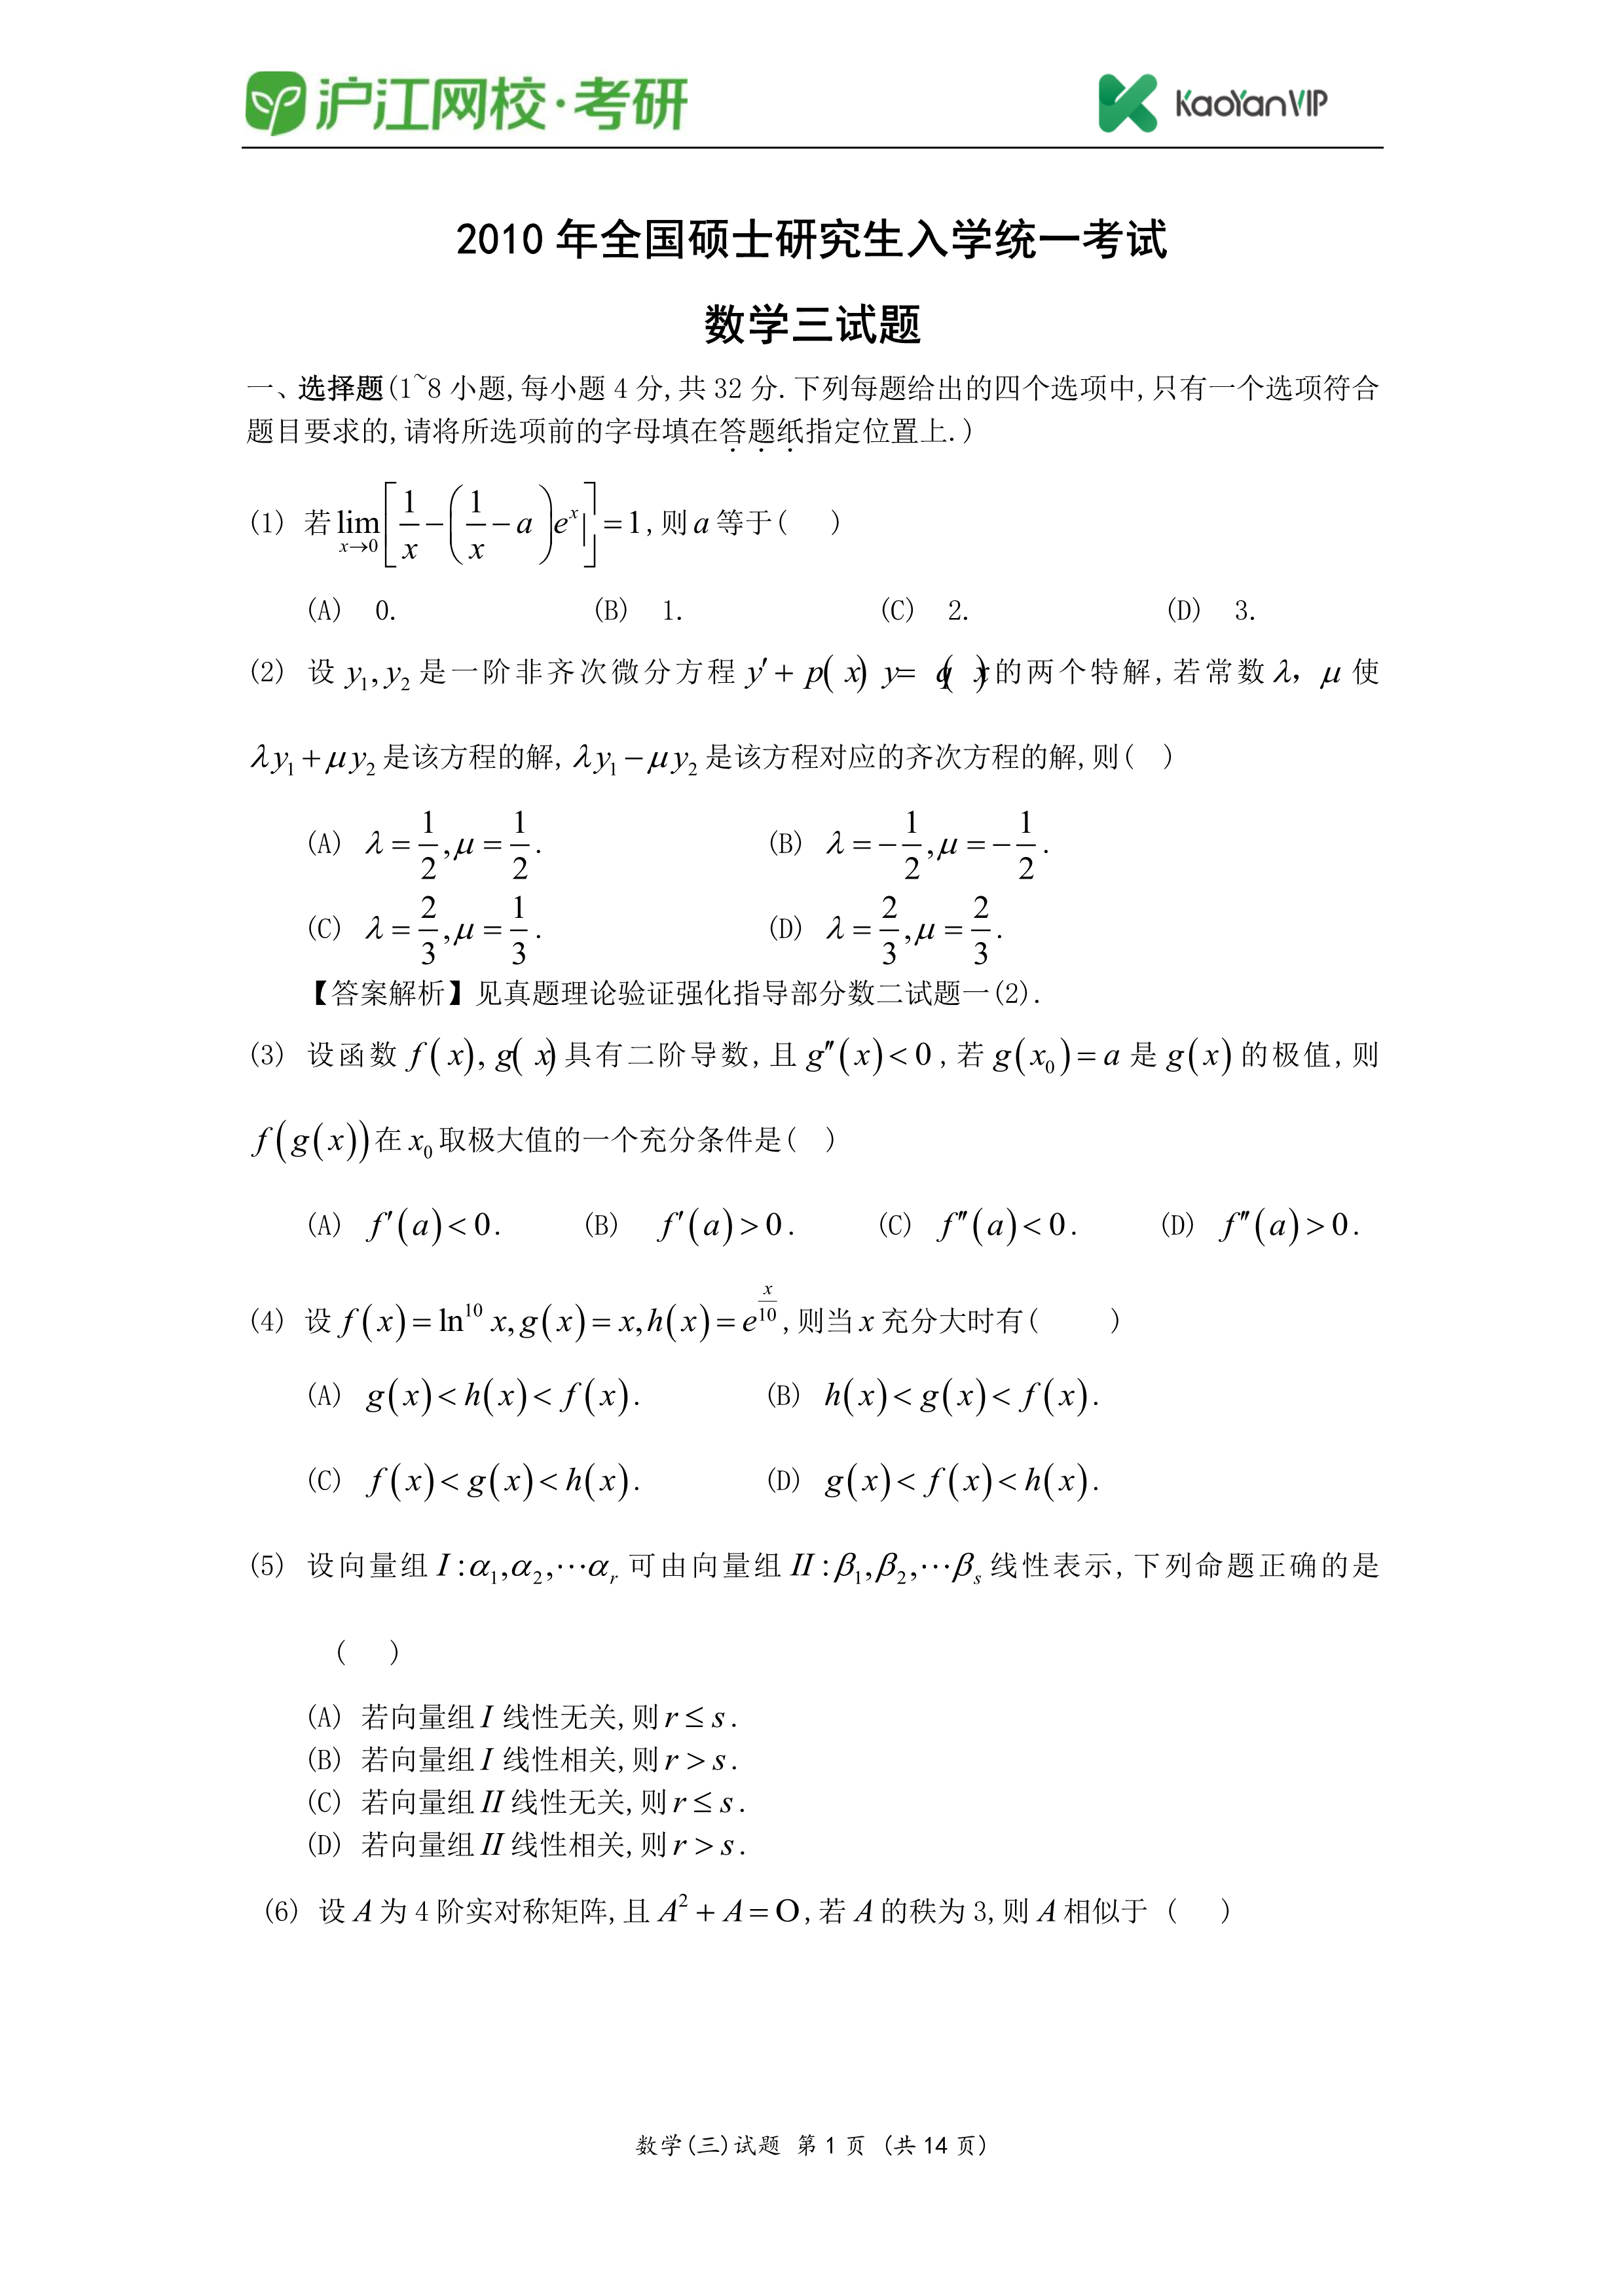 沪江网校·考研 KaoYanVIP
2010 年全国硕士研究生入学统一考试
数学三试题
一、选择题(1~8 小题,每小题 4 分,共 32 分.下列每题给出的四个选项中,只有一个选项符合
题目要求的,请将所选项前的字母填在答题纸指定位置上.)
(1) 若 $\lim_{x\to 0}\left[\frac{1}{x}-\left(\frac{1}{x}-a\right)e^{x}\right]=1$,则 $a$ 等于( )
(A) 0. (B) 1. (C) 2. (D) 3.
(2) 设 $y_1,y_2$ 是一阶非齐次微分方程 $y'+p(x)y=q(x)$ 的两个特解,若常数 $\lambda,\mu$ 使
$\lambda y_1+\mu y_2$ 是该方程的解,$\lambda y_1-\mu y_2$ 是该方程对应的齐次方程的解,则( )
(A) $\lambda=\frac{1}{2},\mu=\frac{1}{2}$. (B) $\lambda=-\frac{1}{2},\mu=-\frac{1}{2}$.
(C) $\lambda=\frac{2}{3},\mu=\frac{1}{3}$. (D) $\lambda=\frac{2}{3},\mu=\frac{2}{3}$.
【答案解析】见真题理论验证强化指导部分数二试题一(2).
(3) 设函数 $f(x),g(x)$ 具有二阶导数,且 $g''(x)<0$,若 $g(x_0)=a$ 是 $g(x)$ 的极值,则
$f(g(x))$ 在 $x_0$ 取极大值的一个充分条件是( )
(A) $f'(a)<0$. (B) $f'(a)>0$. (C) $f''(a)<0$. (D) $f''(a)>0$.
(4) 设 $f(x)=\ln^{10}x,g(x)=x,h(x)=e^{\frac{x}{10}}$,则当 $x$ 充分大时有( )
(A) $g(x)<h(x)<f(x)$. (B) $h(x)<g(x)<f(x)$.
(C) $f(x)<g(x)<h(x)$. (D) $g(x)<f(x)<h(x)$.
(5) 设向量组 $I:\alpha_1,\alpha_2,\cdots\alpha_r$ 可由向量组 $II:\beta_1,\beta_2,\cdots\beta_s$ 线性表示,下列命题正确的是
( )
(A) 若向量组 $I$ 线性无关,则 $r\le s$.
(B) 若向量组 $I$ 线性相关,则 $r>s$.
(C) 若向量组 $II$ 线性无关,则 $r\le s$.
(D) 若向量组 $II$ 线性相关,则 $r>s$.
(6) 设 $A$ 为 4 阶实对称矩阵,且 $A^2+A=O$,若 $A$ 的秩为 3,则 $A$ 相似于 ( )
数学(三)试题 第 1 页 (共 14 页)